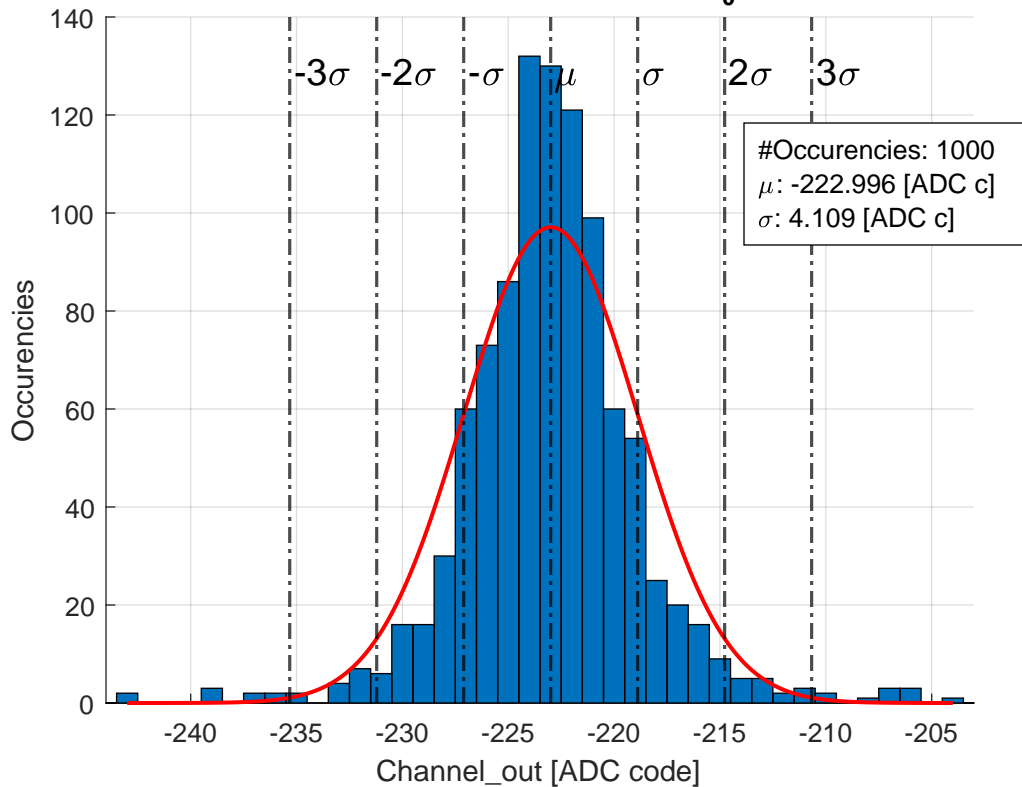 140
120
100
80
60
40
20
0
Occurencies
-3σ
-2σ
-σ
μ
σ
2σ
3σ
#Occurencies: 1000
μ: -222.996 [ADC c]
σ: 4.109 [ADC c]
-240
-235
-230
-225
-220
-215
-210
-205
Channel_out [ADC code]